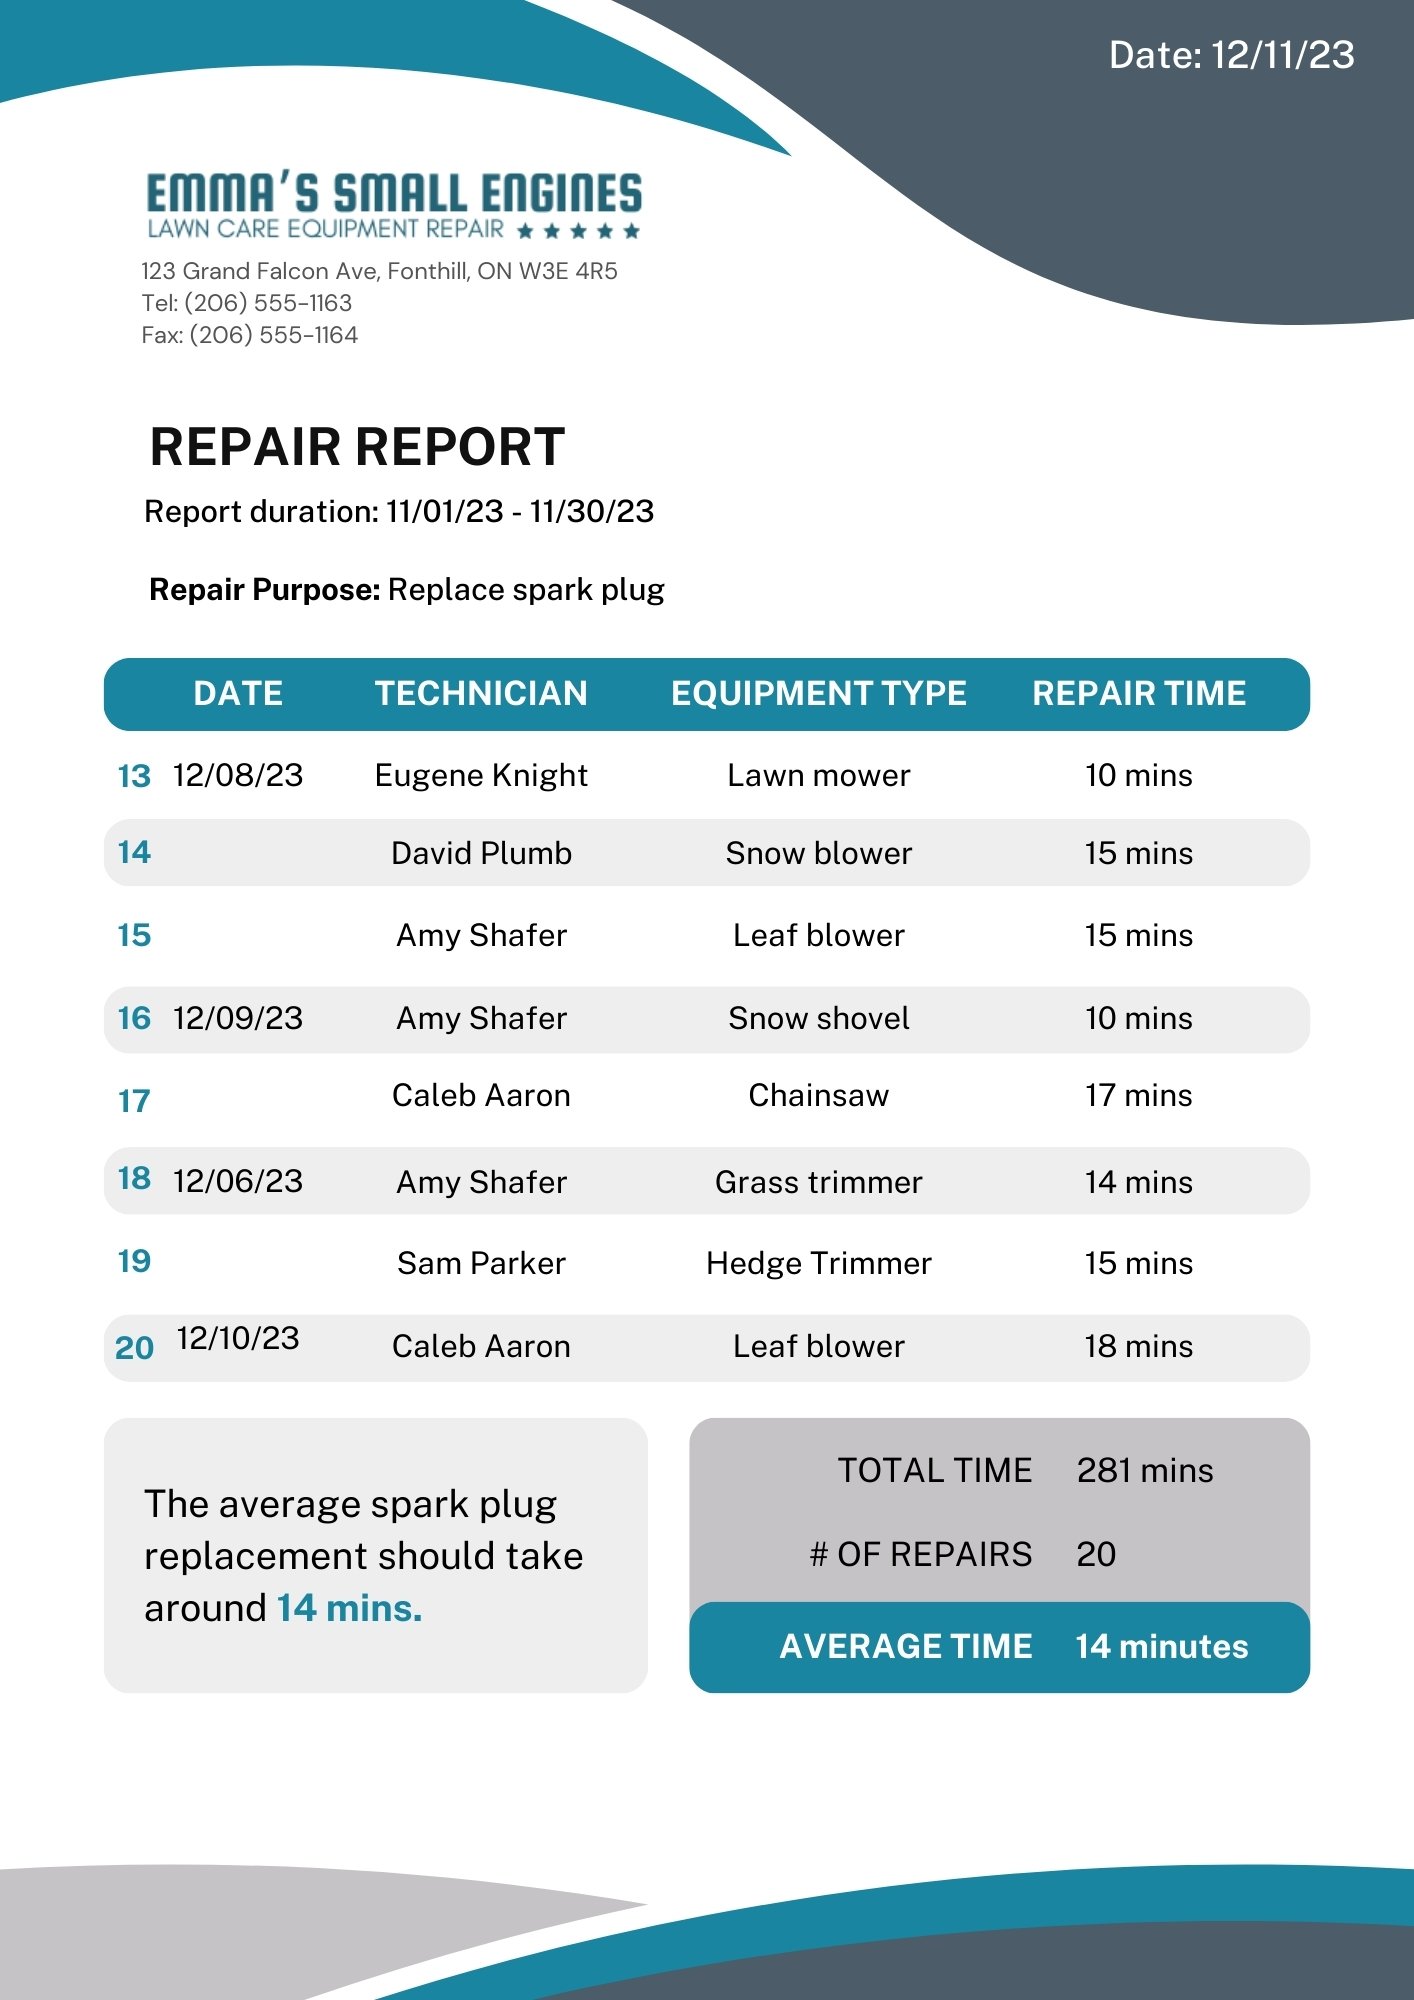 Date: 12/11/23
EMMA'S SMALL ENGINES
LAWN CARE EQUIPMENT REPAIR
123 Grand Falcon Ave, Fonthill, ON W3E 4R5
Tel: (206) 555-1163
Fax: (206) 555-1164
REPAIR REPORT
Report duration: 11/01/23 - 11/30/23
Repair Purpose: Replace spark plug
DATE TECHNICIAN EQUIPMENT TYPE REPAIR TIME
13 12/08/23 Eugene Knight Lawn mower 10 mins
14 David Plumb Snow blower 15 mins
15 Amy Shafer Leaf blower 15 mins
16 12/09/23 Amy Shafer Snow shovel 10 mins
17 Caleb Aaron Chainsaw 17 mins
18 12/06/23 Amy Shafer Grass trimmer 14 mins
19 Sam Parker Hedge Trimmer 15 mins
20 12/10/23 Caleb Aaron Leaf blower 18 mins
The average spark plug
replacement should take
around 14 mins.
TOTAL TIME 281 mins
# OF REPAIRS 20
AVERAGE TIME 14 minutes